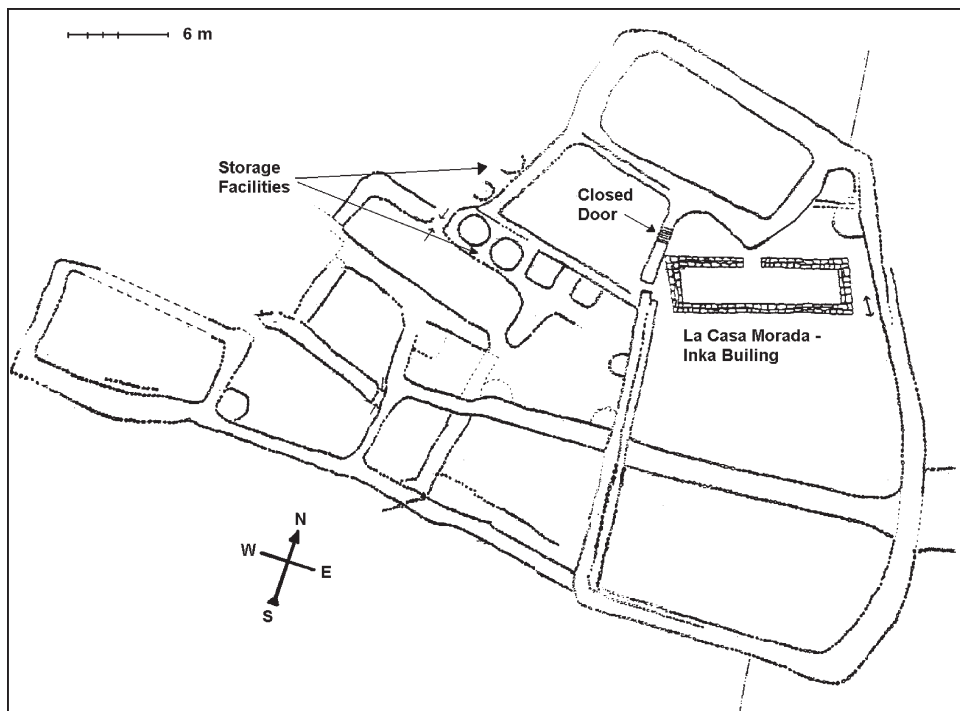 6 m
Storage
Facilities
Closed
Door
La Casa Morada -
Inka Builing
N
W
E
S